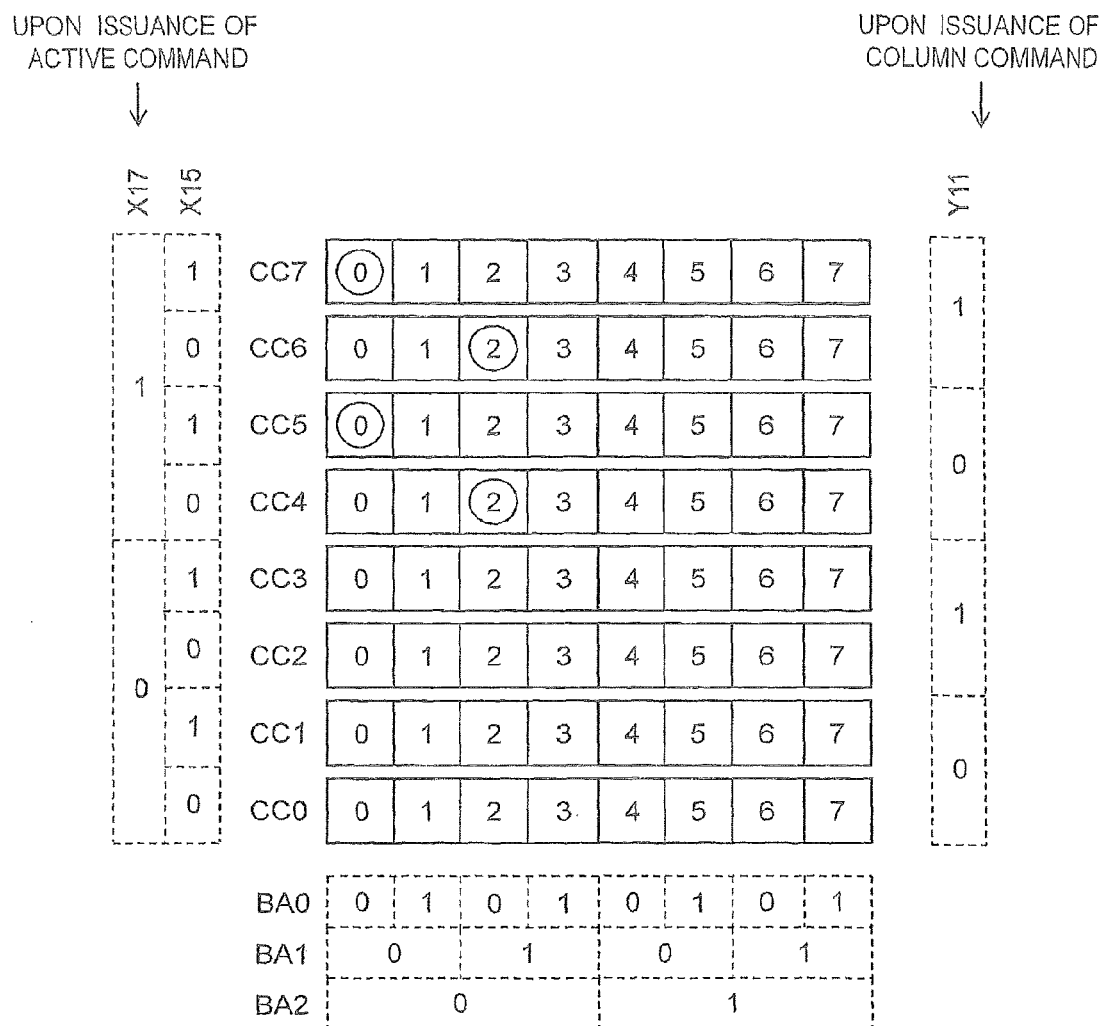 UPON ISSUANCE OF
ACTIVE COMMAND
UPON ISSUANCE OF
COLUMN COMMAND
X17
X15
Y11
1 CC7 0 1 2 3 4 5 6 7
1
0 CC6 0 1 2 3 4 5 6 7
1
1 CC5 0 1 2 3 4 5 6 7
0
0 CC4 0 1 2 3 4 5 6 7
1 CC3 0 1 2 3 4 5 6 7
1
0 CC2 0 1 2 3 4 5 6 7
0
1 CC1 0 1 2 3 4 5 6 7
0
0 CC0 0 1 2 3 4 5 6 7
BA0 0 1 0 1 0 1 0 1
BA1 0 1 0 1
BA2 0 1